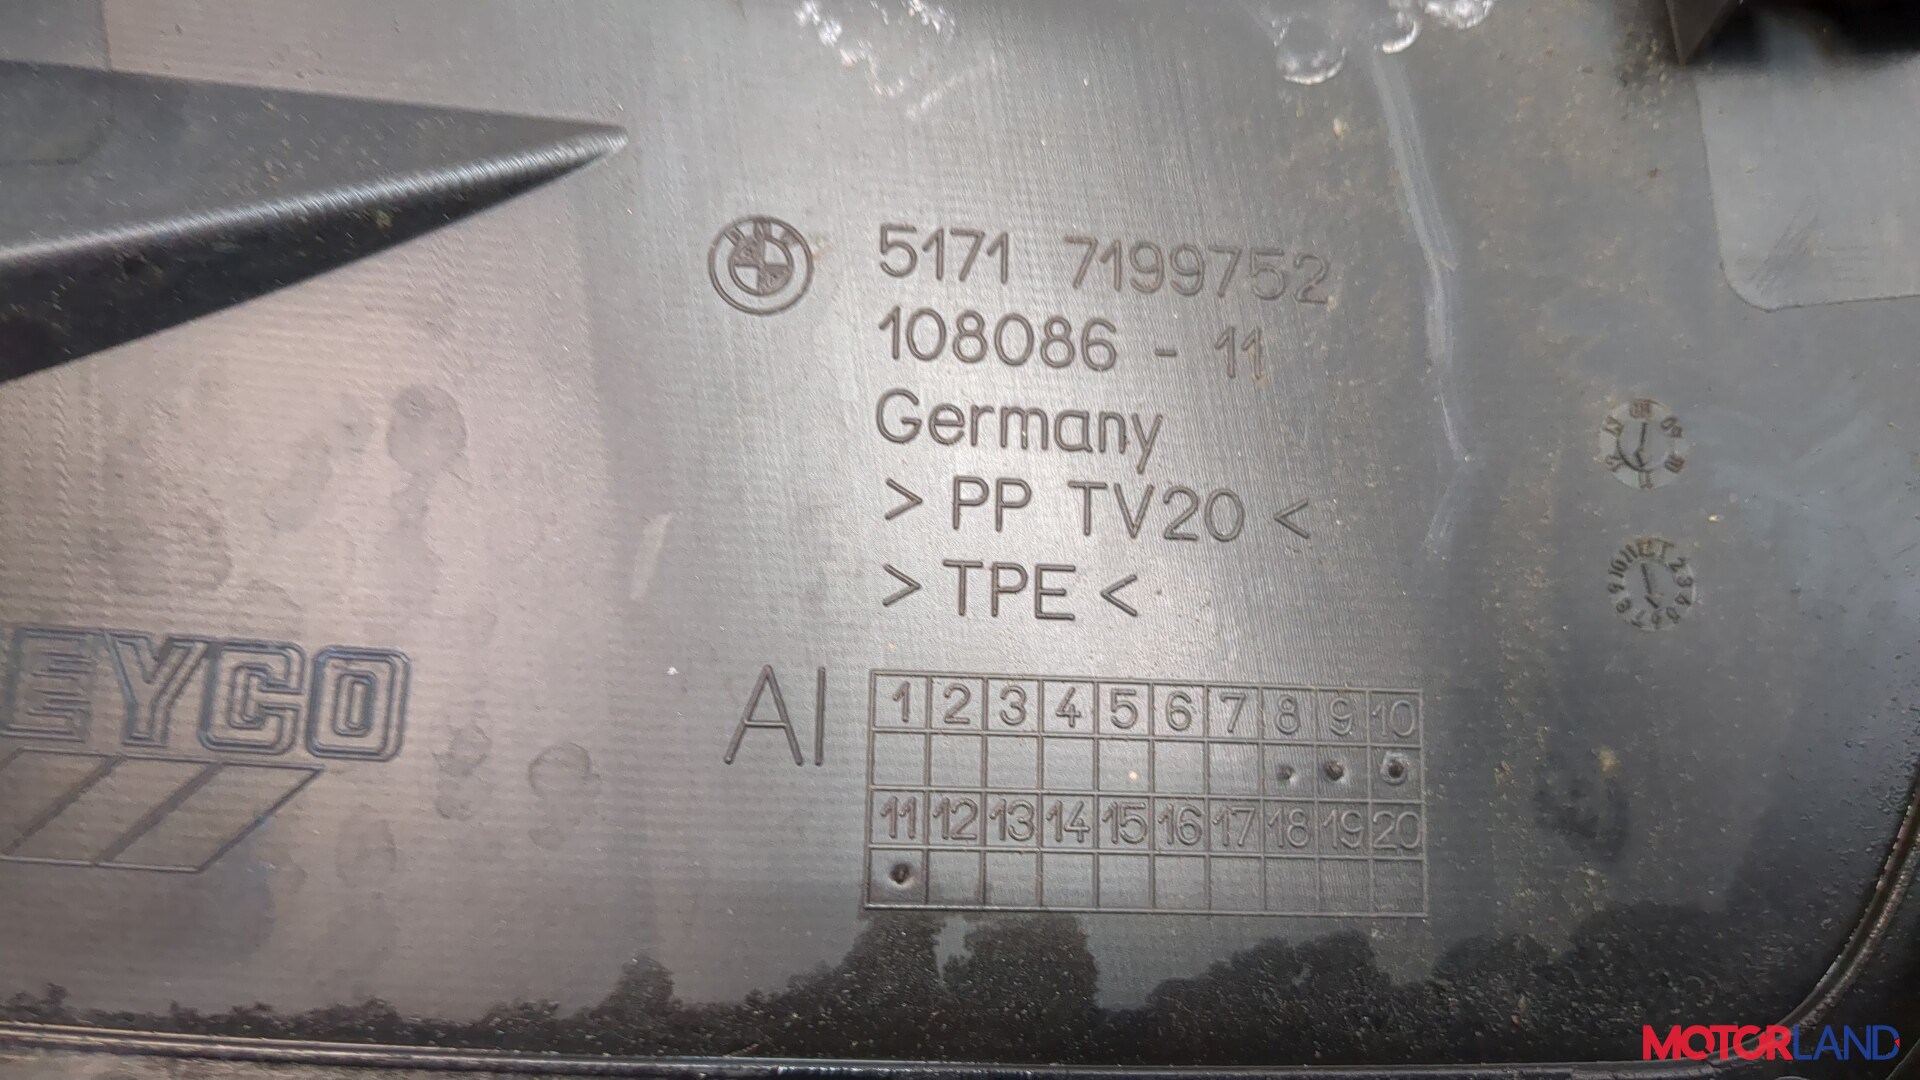 5171 7199752
108086 - 11
Germany
> PP TV20 <
> TPE <
EYCO
AI
1 2 3 4 5 6 7 8 9 10
11 12 13 14 15 16 17 18 19 20
MOTORLAND